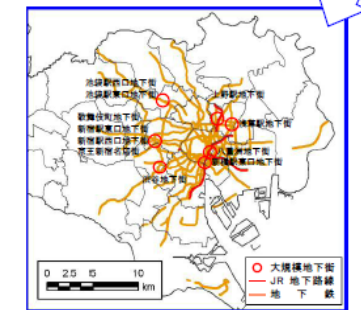 池袋駅西口地下街
池袋駅東口地下街
上野駅地下街
歌舞伎町地下街
新宿駅東口地下街
新宿駅西口地下街
京王新宿名店街
浅草駅地下街
八重洲地下街
新橋駅東口地下街
渋谷地下街
0 2.5 5 10
km
大規模地下街
JR 地下路線
地下鉄